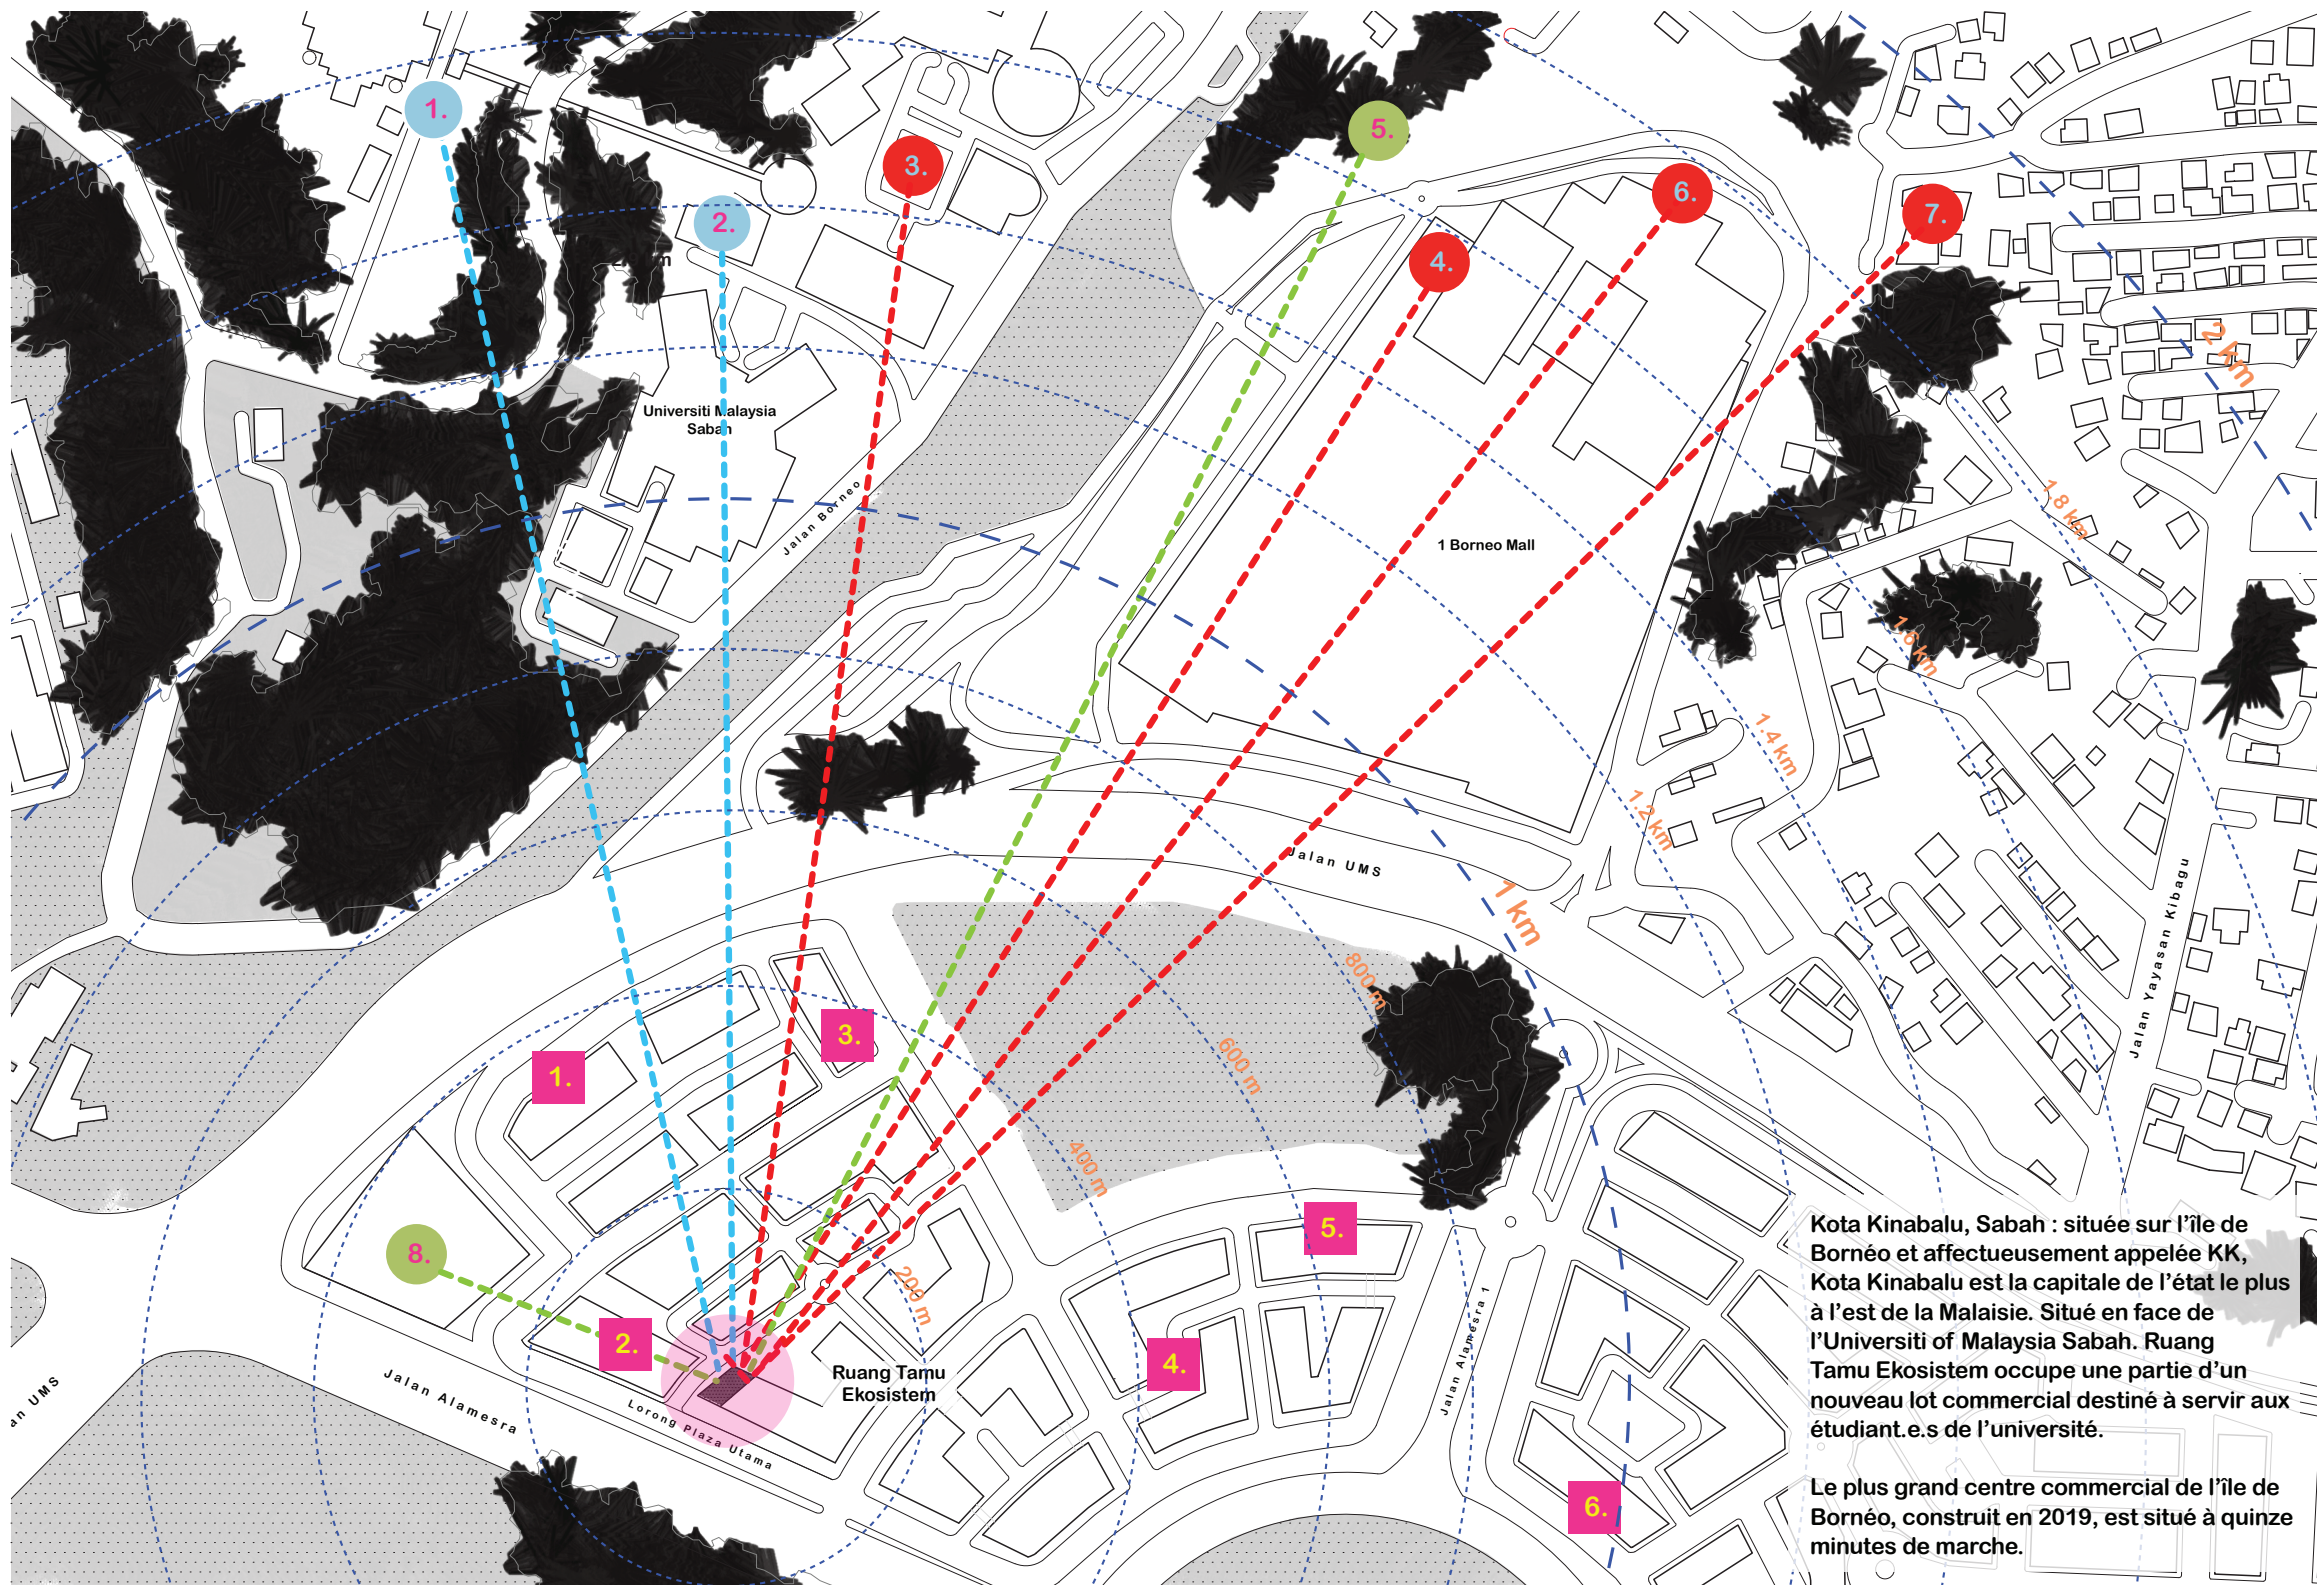 1.
5.
3.
6.
7.
2.
4.
2 km
Universiti Malaysia
Sabah
1.8 km
Jalan Borneo
1 Borneo Mall
1.6 km
1.4 km
1.2 km
Jalan UMS
1 km
Jalan Yayasan Kibagu
800 m
3.
600 m
1.
400 m
5.
8.
200 m
2.
4.
Jalan Alamesra 1
Ruang Tamu
Ekosistem
Jalan Alamesra
Lorong Plaza Utama
an UMS
6.
Kota Kinabalu, Sabah : située sur l'île de
Bornéo et affectueusement appelée KK,
Kota Kinabalu est la capitale de l'état le plus
à l'est de la Malaisie. Situé en face de
l'Universiti of Malaysia Sabah. Ruang
Tamu Ekosistem occupe une partie d'un
nouveau lot commercial destiné à servir aux
étudiant.e.s de l'université.
Le plus grand centre commercial de l'île de
Bornéo, construit en 2019, est situé à quinze
minutes de marche.